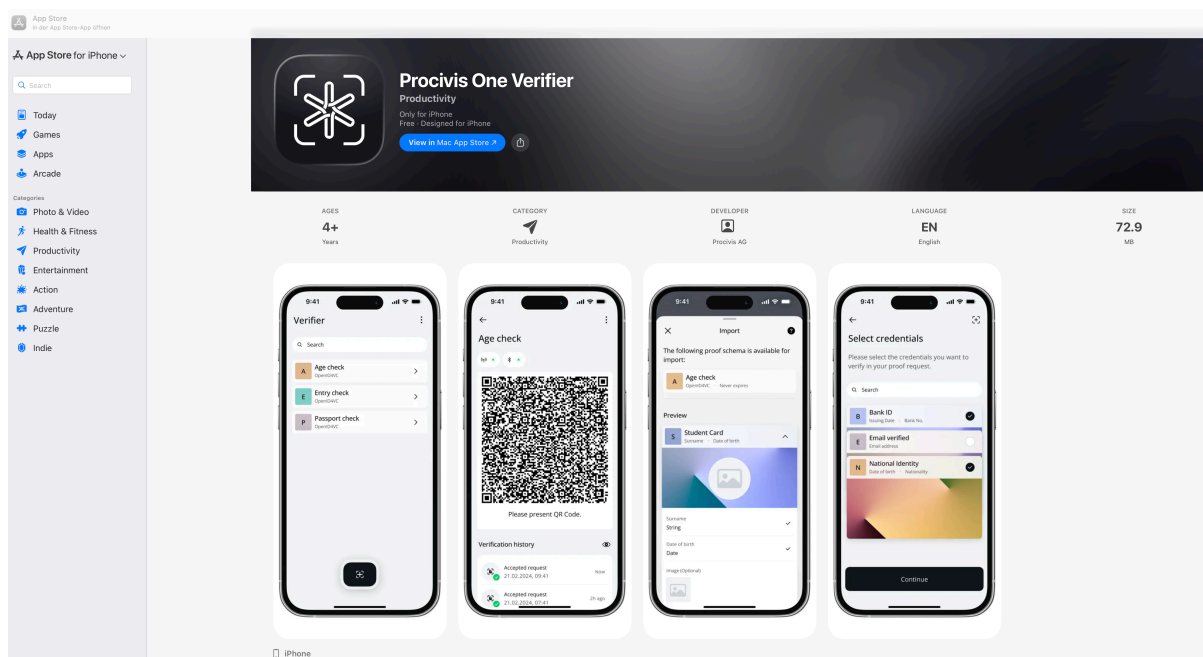 App Store
In der App Store-App öffnen
App Store for iPhone
Search
Today
Games
Apps
Arcade
Categories
Photo & Video
Health & Fitness
Productivity
Entertainment
Action
Adventure
Puzzle
Indie
Procivis One Verifier
Productivity
Only for iPhone
Free · Designed for iPhone
View in Mac App Store ↗
AGES
4+
Years
CATEGORY
Productivity
DEVELOPER
Procivis AG
LANGUAGE
EN
English
SIZE
72.9
MB
9:41
Verifier
Search
A
Age check
OpenID4VC
E
Entry check
OpenID4VC
P
Passport check
OpenID4VC
9:41
Age check
Please present QR Code.
Verification history
Accepted request
Now
21.02.2024, 09:41
Accepted request
2h ago
21.02.2024, 07:41
9:41
Import
?
The following proof schema is available for
import:
A
Age check
OpenID4VC · Never expires
Preview
S
Student Card
Surname · Date of birth
Surname
String
Date of birth
Date
Image (Optional)
9:41
Select credentials
Please select the credentials you want to
verify in your proof request.
Search
B
Bank ID
Issuing Date · Bank No.
E
Email verified
Email address
N
National Identity
Date of birth · Nationality
Continue
iPhone